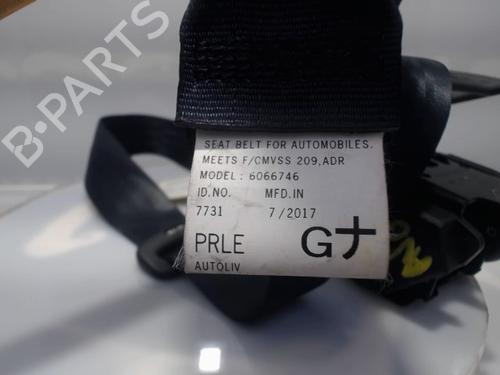 B-PARTS
SEAT BELT FOR AUTOMOBILES.
MEETS F/CMVSS 209,ADR
MODEL: 6066746
ID.NO. MFD.IN
7731 7/2017
PRLE G+
AUTOLIV